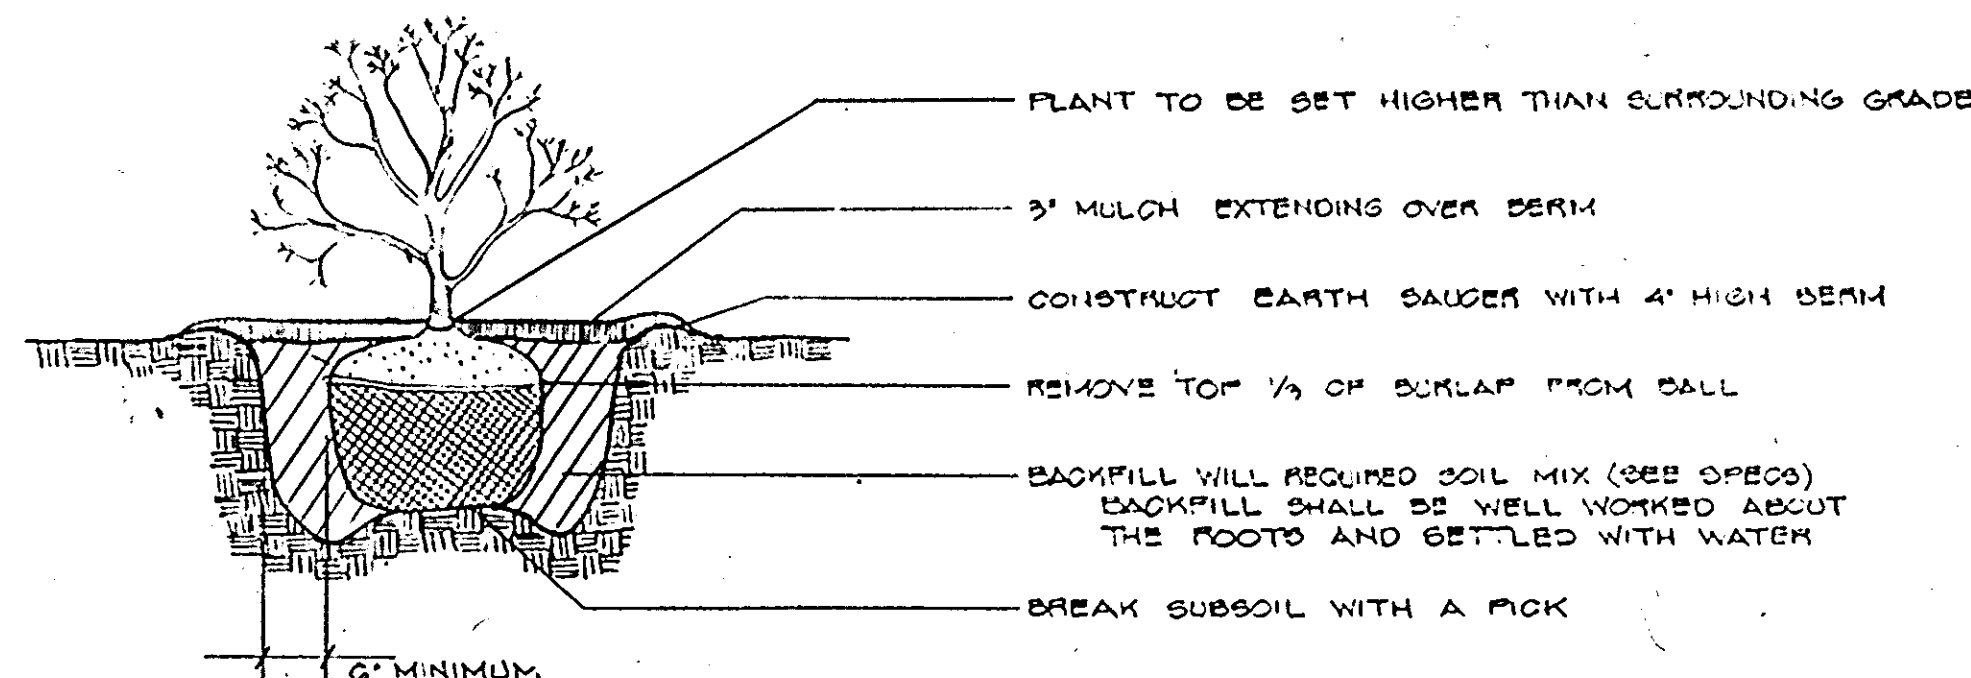 PLANT TO BE SET HIGHER THAN SURROUNDING GRADE
3" MULCH EXTENDING OVER BERM
CONSTRUCT EARTH SAUCER WITH 4" HIGH BERM
REMOVE TOP 1/3 OF BURLAP FROM BALL
BACKFILL WILL REQUIRED SOIL MIX (SEE SPECS)
BACKFILL SHALL BE WELL WORKED ABOUT
THE ROOTS AND SETTLED WITH WATER
BREAK SUBSOIL WITH A PICK
6" MINIMUM